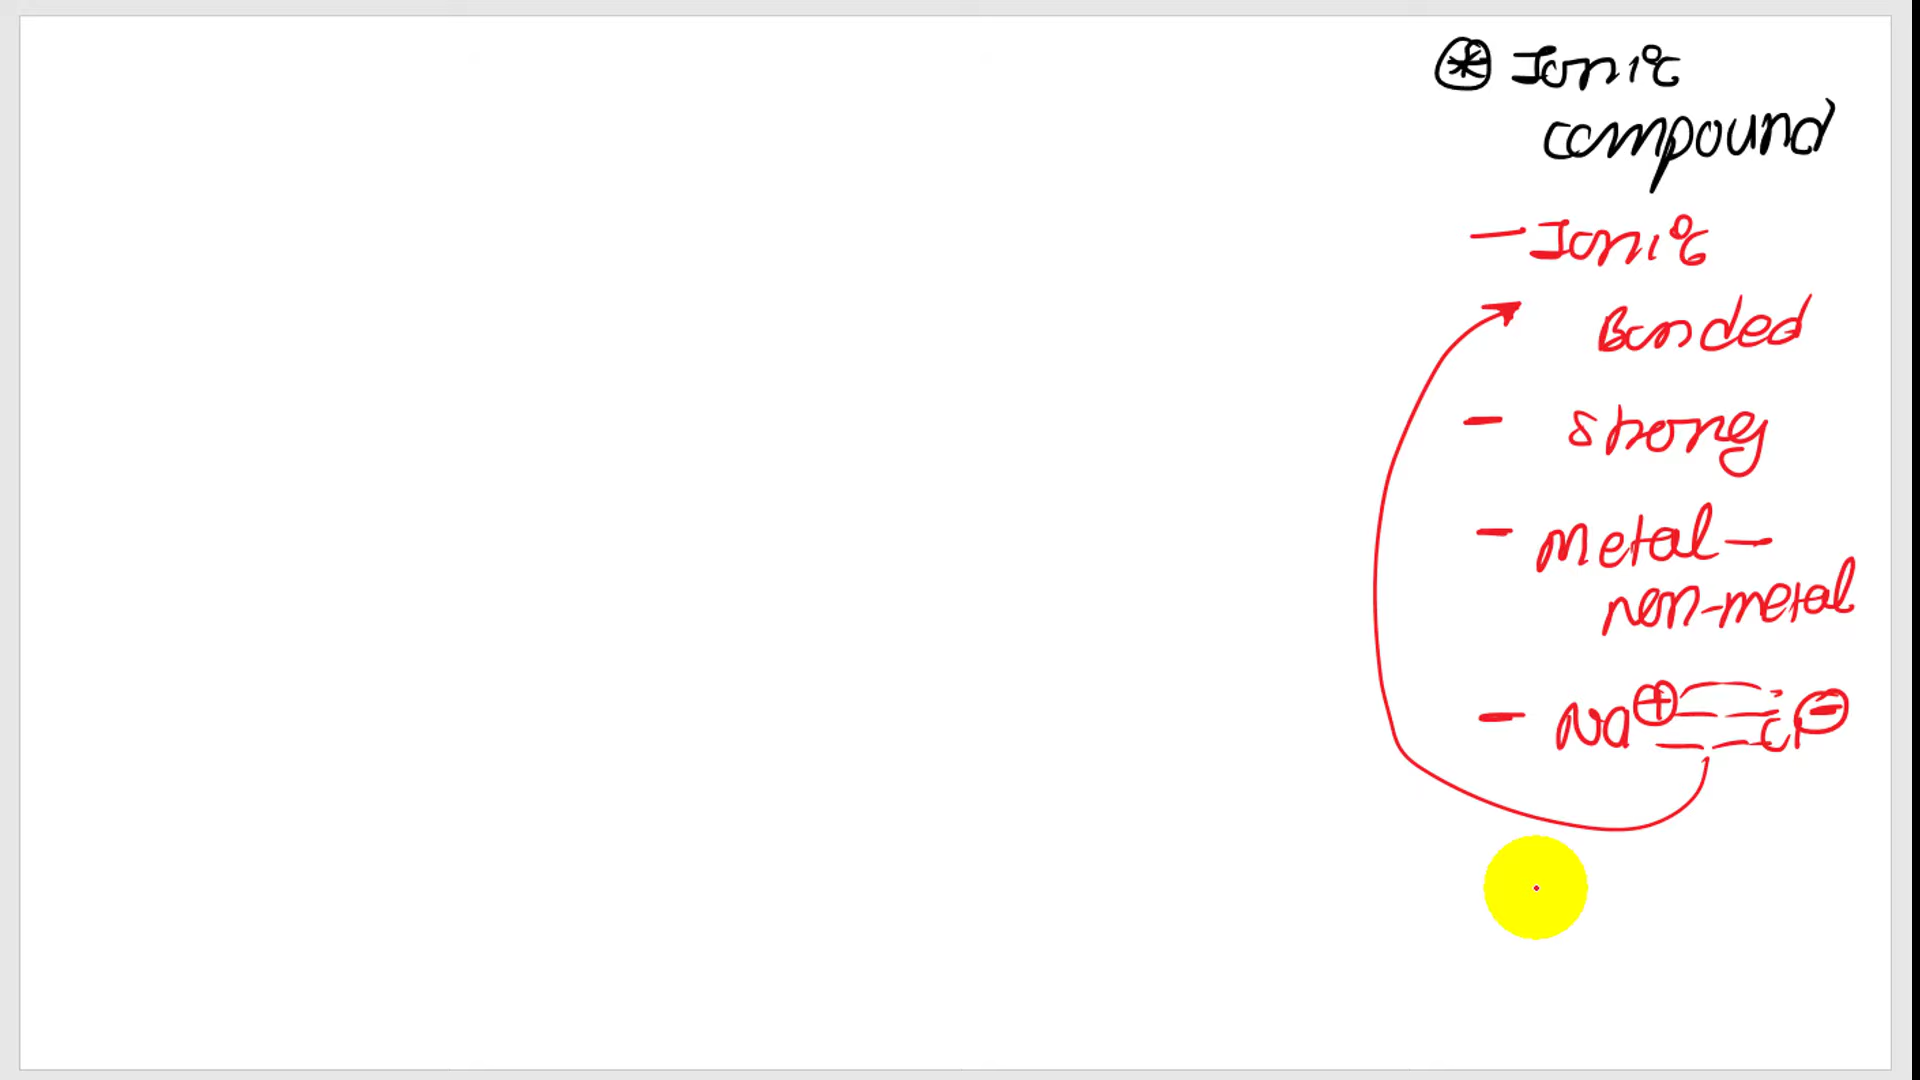 ⊛ Ionic
compound
- Ionic
Bonded
- strong
- Metal -
non-metal
- Na⊕ Cl⊖